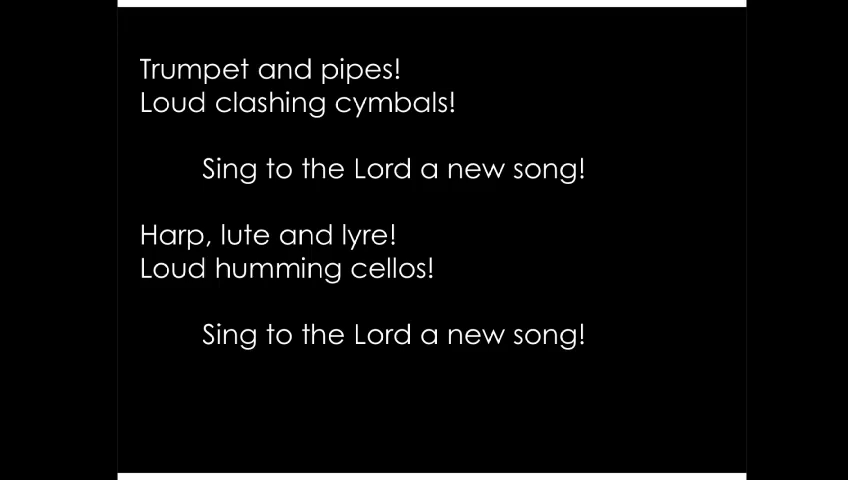 Trumpet and pipes!
Loud clashing cymbals!
Sing to the Lord a new song!
Harp, lute and lyre!
Loud humming cellos!
Sing to the Lord a new song!